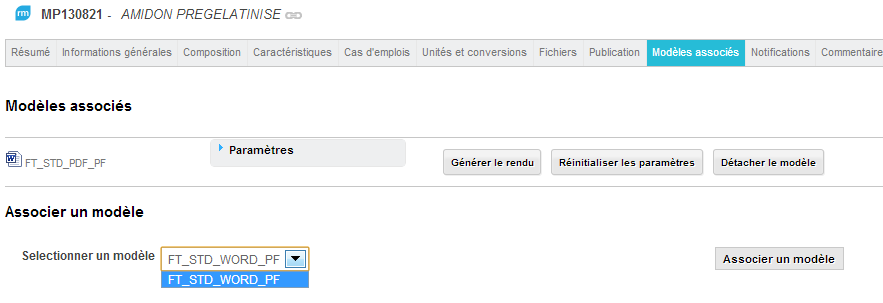 rm MP130821 - AMIDON PREGELATINISE
Résumé Informations générales Composition Caractéristiques Cas d'emplois Unités et conversions Fichiers Publication Modèles associés Notifications Commentaire
Modèles associés
FT_STD_PDF_PF Paramètres Générer le rendu Réinitialiser les paramètres Détacher le modèle
Associer un modèle
Selectionner un modèle FT_STD_WORD_PF Associer un modèle
FT_STD_WORD_PF